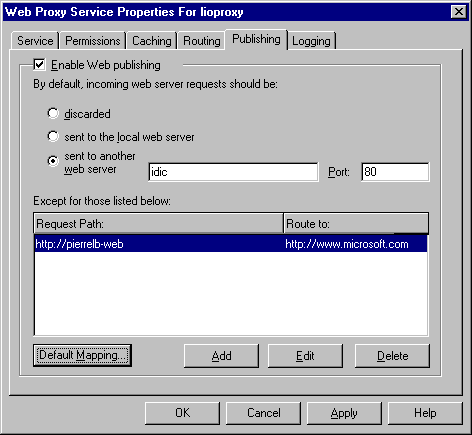 Web Proxy Service Properties For lioproxy
Service Permissions Caching Routing Publishing Logging
Enable Web publishing
By default, incoming web server requests should be:
discarded
sent to the local web server
sent to another
web server idic Port: 80
Except for those listed below:
Request Path: Route to:
http://pierrelb-web http://www.microsoft.com
Default Mapping... Add Edit Delete
OK Cancel Apply Help